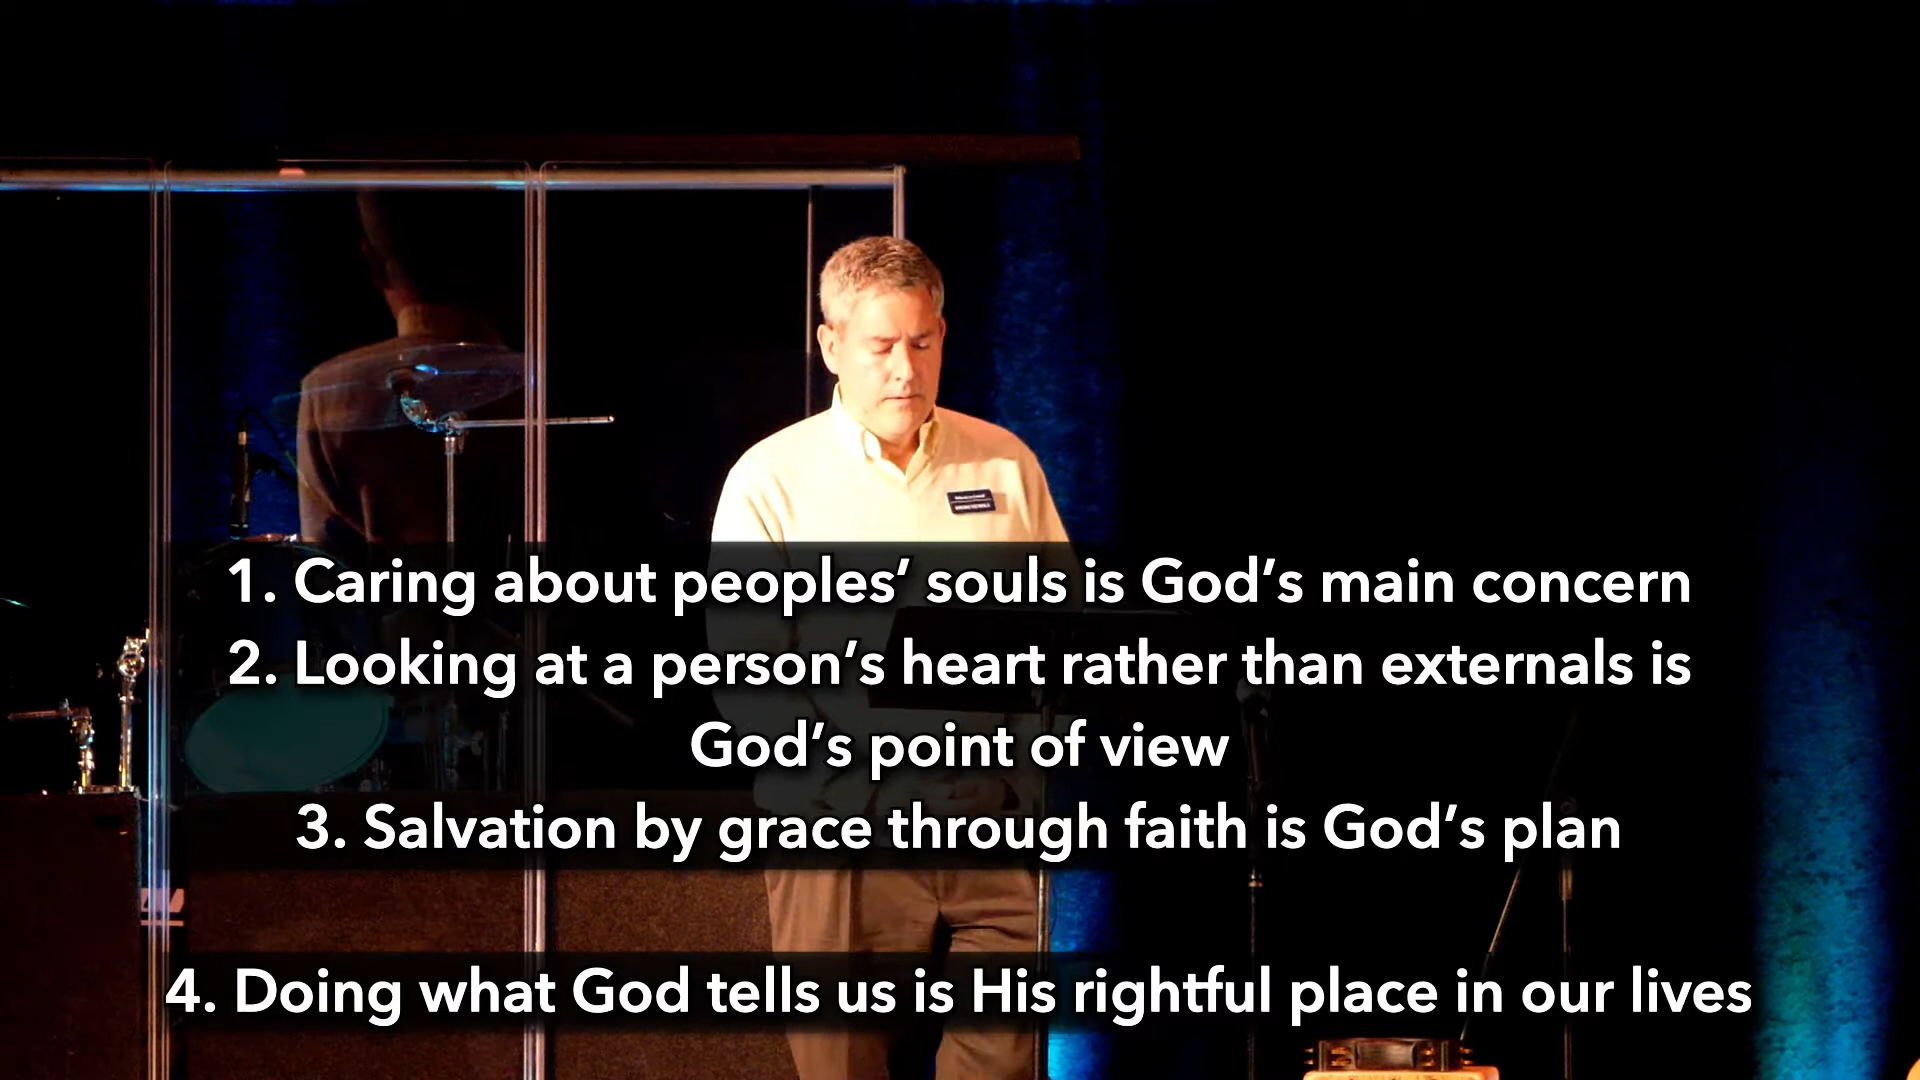 1. Caring about peoples’ souls is God’s main concern
2. Looking at a person’s heart rather than externals is
God’s point of view
3. Salvation by grace through faith is God’s plan
4. Doing what God tells us is His rightful place in our lives